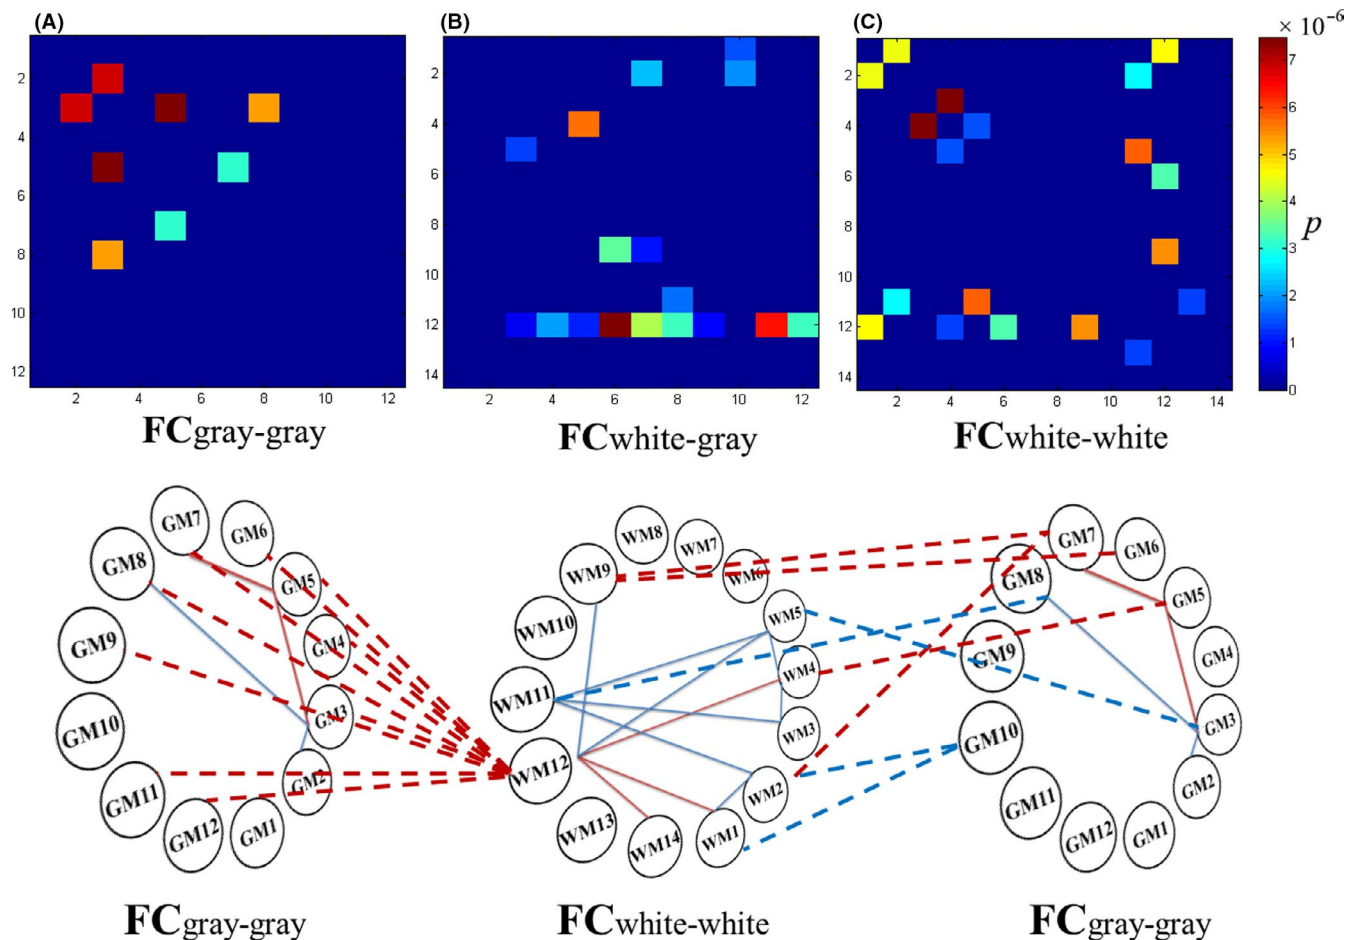 (A)
(B)
(C)
× 10⁻⁶
2
4
6
8
10
12
2 4 6 8 10 12
2
4
6
8
10
12
14
2 4 6 8 10 12
2
4
6
8
10
12
14
2 4 6 8 10 12 14
7
6
5
4
3
2
1
0
p
FCgray-gray
FCwhite-gray
FCwhite-white
GM7
GM6
GM8
GM5
GM9
GM4
GM10
GM3
GM11
GM2
GM12
GM1
WM8
WM7
WM9
WM6
WM10
WM5
WM11
WM4
WM12
WM3
WM13
WM2
WM14
WM1
GM7
GM6
GM8
GM5
GM9
GM4
GM10
GM3
GM11
GM2
GM12
GM1
FCgray-gray
FCwhite-white
FCgray-gray